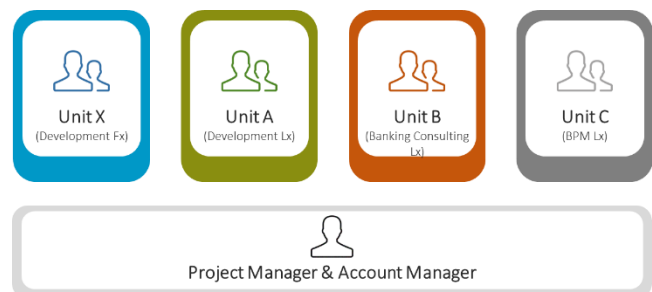 Unit X
(Development Fx)
Unit A
(Development Lx)
Unit B
(Banking Consulting
Lx)
Unit C
(BPM Lx)
Project Manager & Account Manager